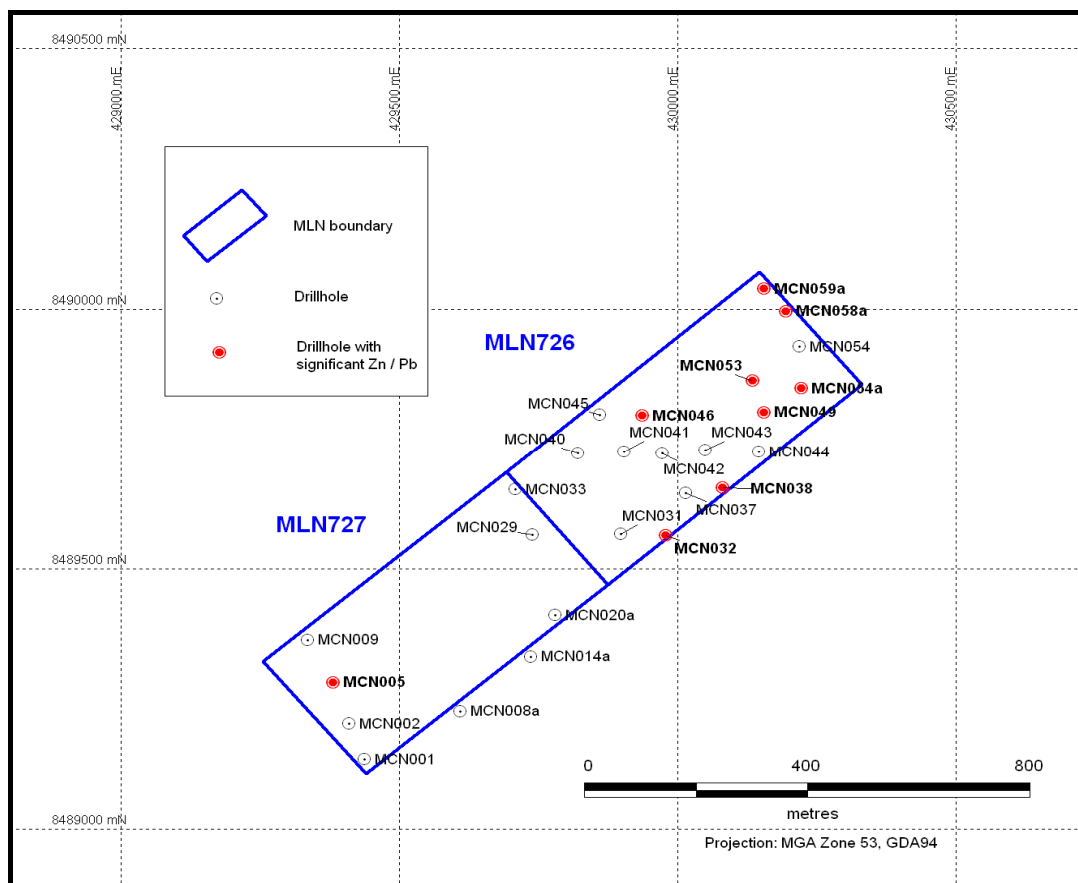 8490500 mN
429000 mE
429500 mE
430000 mE
430500 mE
MLN boundary
Drillhole
Drillhole with
significant Zn / Pb
8490000 mN
MCN059a
MCN058a
MLN726
MCN054
MCN053
MCN054a
MCN045
MCN046
MCN049
MCN040
MCN041
MCN043
MCN042
MCN044
MCN033
MCN038
MCN037
MLN727
MCN029
MCN031
MCN032
8489500 mN
MCN020a
MCN009
MCN014a
MCN005
MCN008a
MCN002
MCN001
0 400 800
metres
8489000 mN
Projection: MGA Zone 53, GDA94